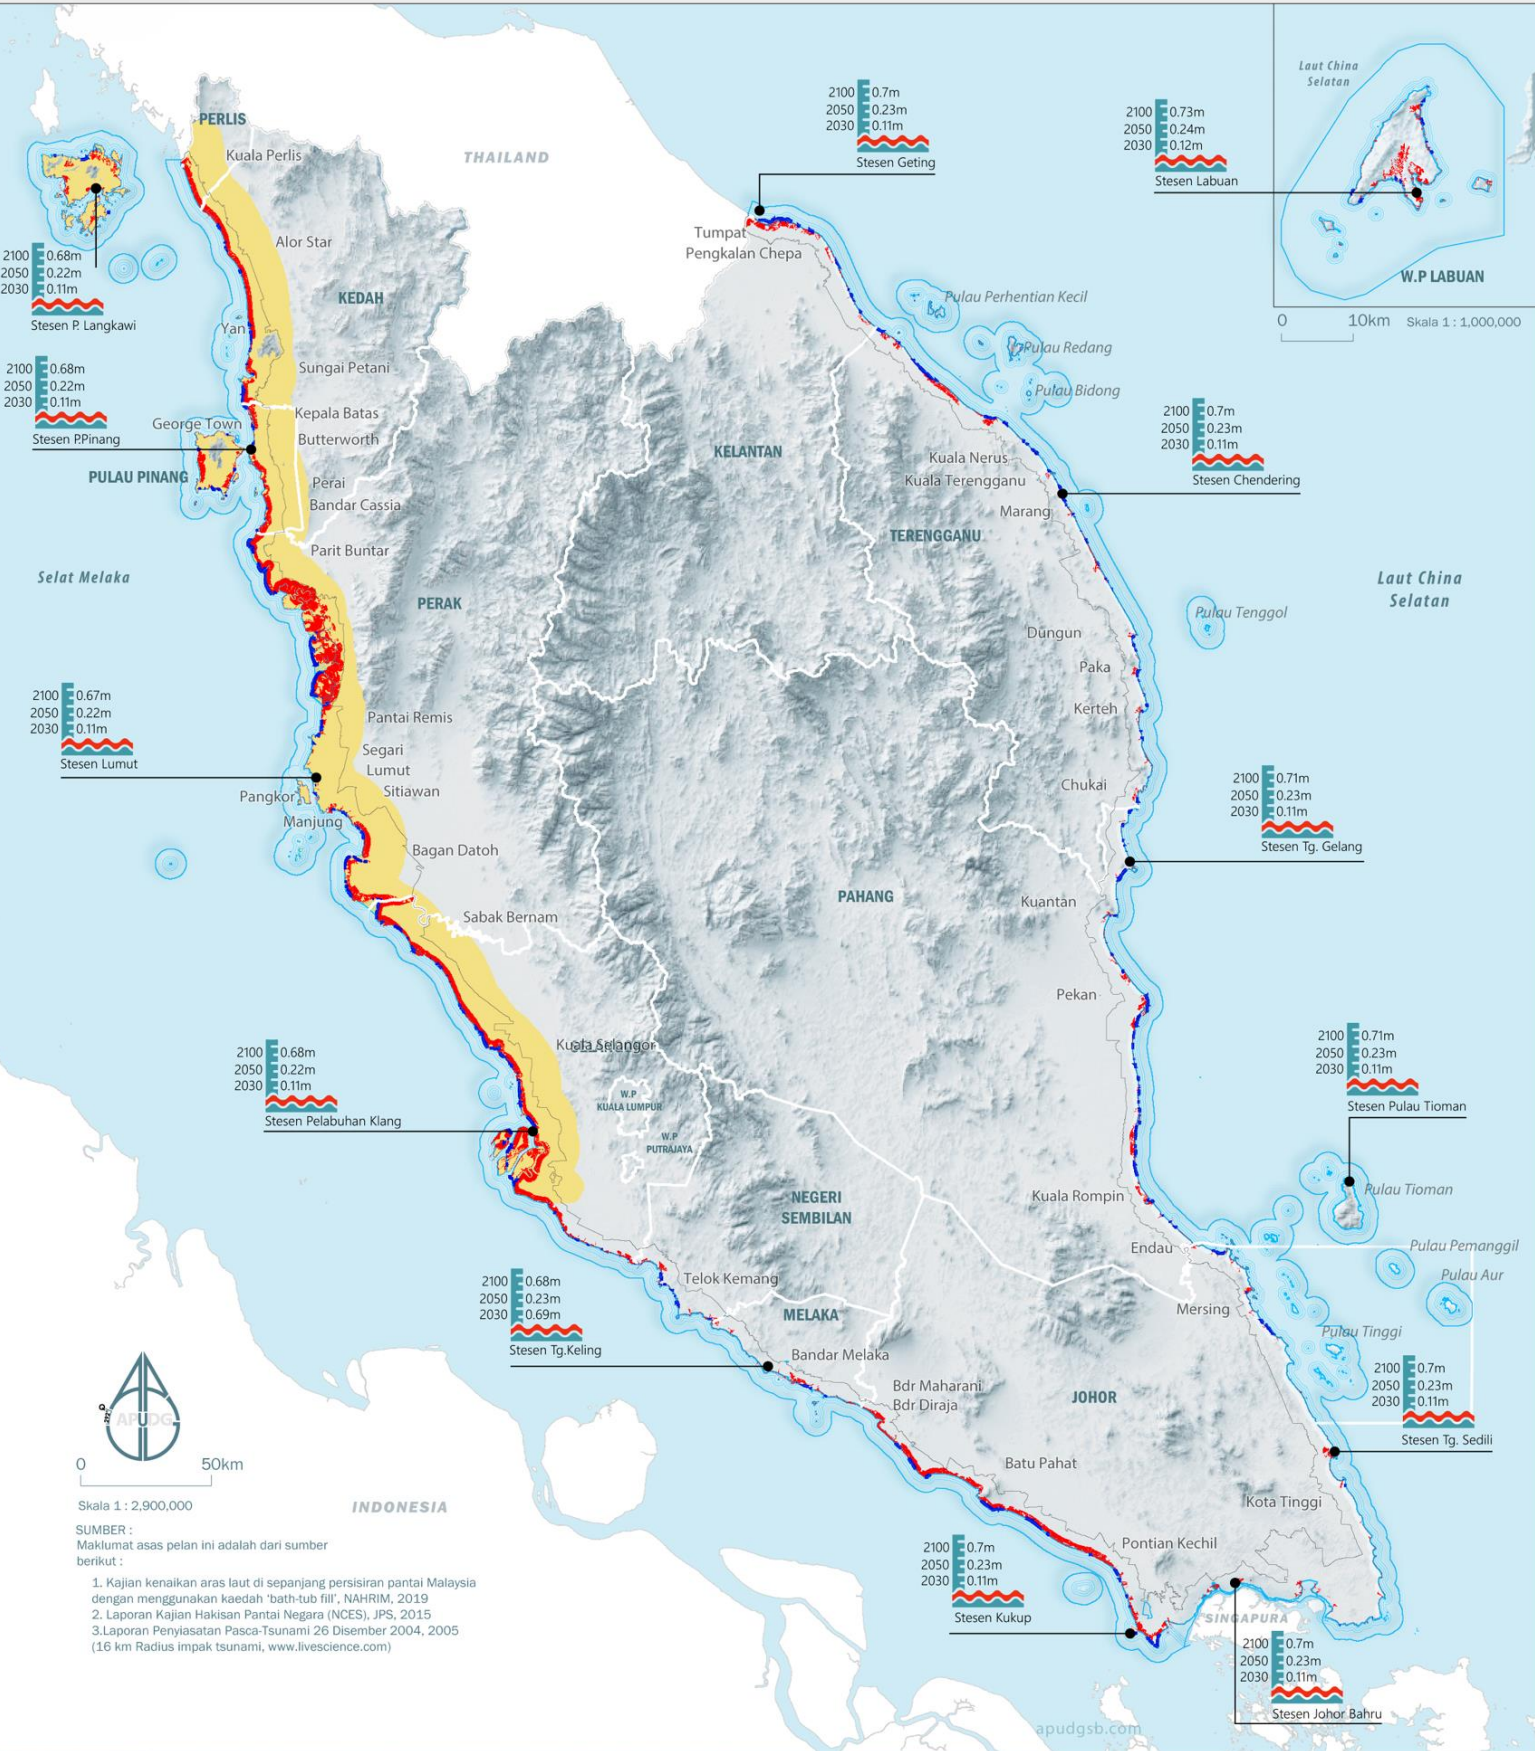 2100 0.7m
2050 0.23m
2030 0.11m
Stesen Geting
2100 0.73m
2050 0.24m
2030 0.12m
Stesen Labuan
Laut China
Selatan
W.P LABUAN
0 10km Skala 1 : 1,000,000
PERLIS
Kuala Perlis
THAILAND
Alor Star
KEDAH
2100 0.68m
2050 0.22m
2030 0.11m
Stesen P. Langkawi
Yan
Sungai Petani
2100 0.68m
2050 0.22m
2030 0.11m
Stesen P.Pinang
Kepala Batas
George Town
Butterworth
PULAU PINANG
Perai
Bandar Cassia
Parit Buntar
Tumpat
Pengkalan Chepa
Pulau Perhentian Kecil
Pulau Redang
Pulau Bidong
KELANTAN
Kuala Nerus
Kuala Terengganu
Marang
TERENGGANU
2100 0.7m
2050 0.23m
2030 0.11m
Stesen Chendering
Selat Melaka
PERAK
Laut China
Selatan
Pulau Tenggol
Dungun
Paka
Kerteh
Chukai
2100 0.67m
2050 0.22m
2030 0.11m
Stesen Lumut
Pantai Remis
Segari
Lumut
Sitiawan
Pangkor
Manjung
Bagan Datoh
Sabak Bernam
2100 0.71m
2050 0.23m
2030 0.11m
Stesen Tg. Gelang
PAHANG
Kuantan
Pekan
2100 0.68m
2050 0.22m
2030 0.11m
Stesen Pelabuhan Klang
Kuala Selangor
W.P
KUALA LUMPUR
W.P
PUTRAJAYA
2100 0.71m
2050 0.23m
2030 0.11m
Stesen Pulau Tioman
Pulau Tioman
NEGERI
SEMBILAN
Kuala Rompin
Endau
Pulau Pemanggil
Pulau Aur
Mersing
Pulau Tinggi
2100 0.68m
2050 0.23m
2030 0.69m
Stesen Tg.Keling
Telok Kemang
MELAKA
Bandar Melaka
Bdr Maharani
Bdr Diraja
JOHOR
2100 0.7m
2050 0.23m
2030 0.11m
Stesen Tg. Sedili
Batu Pahat
Kota Tinggi
Pontian Kechil
2100 0.7m
2050 0.23m
2030 0.11m
Stesen Kukup
SINGAPURA
2100 0.7m
2050 0.23m
2030 0.11m
Stesen Johor Bahru
APUDG
0 50km
Skala 1 : 2,900,000
INDONESIA
SUMBER :
Maklumat asas pelan ini adalah dari sumber
berikut :
1. Kajian kenaikan aras laut di sepanjang persisiran pantai Malaysia
dengan menggunakan kaedah 'bath-tub fill', NAHRIM, 2019
2. Laporan Kajian Hakisan Pantai Negara (NCES), JPS, 2015
3.Laporan Penyiasatan Pasca-Tsunami 26 Disember 2004, 2005
(16 km Radius impak tsunami, www.livescience.com)
apudgsb.com